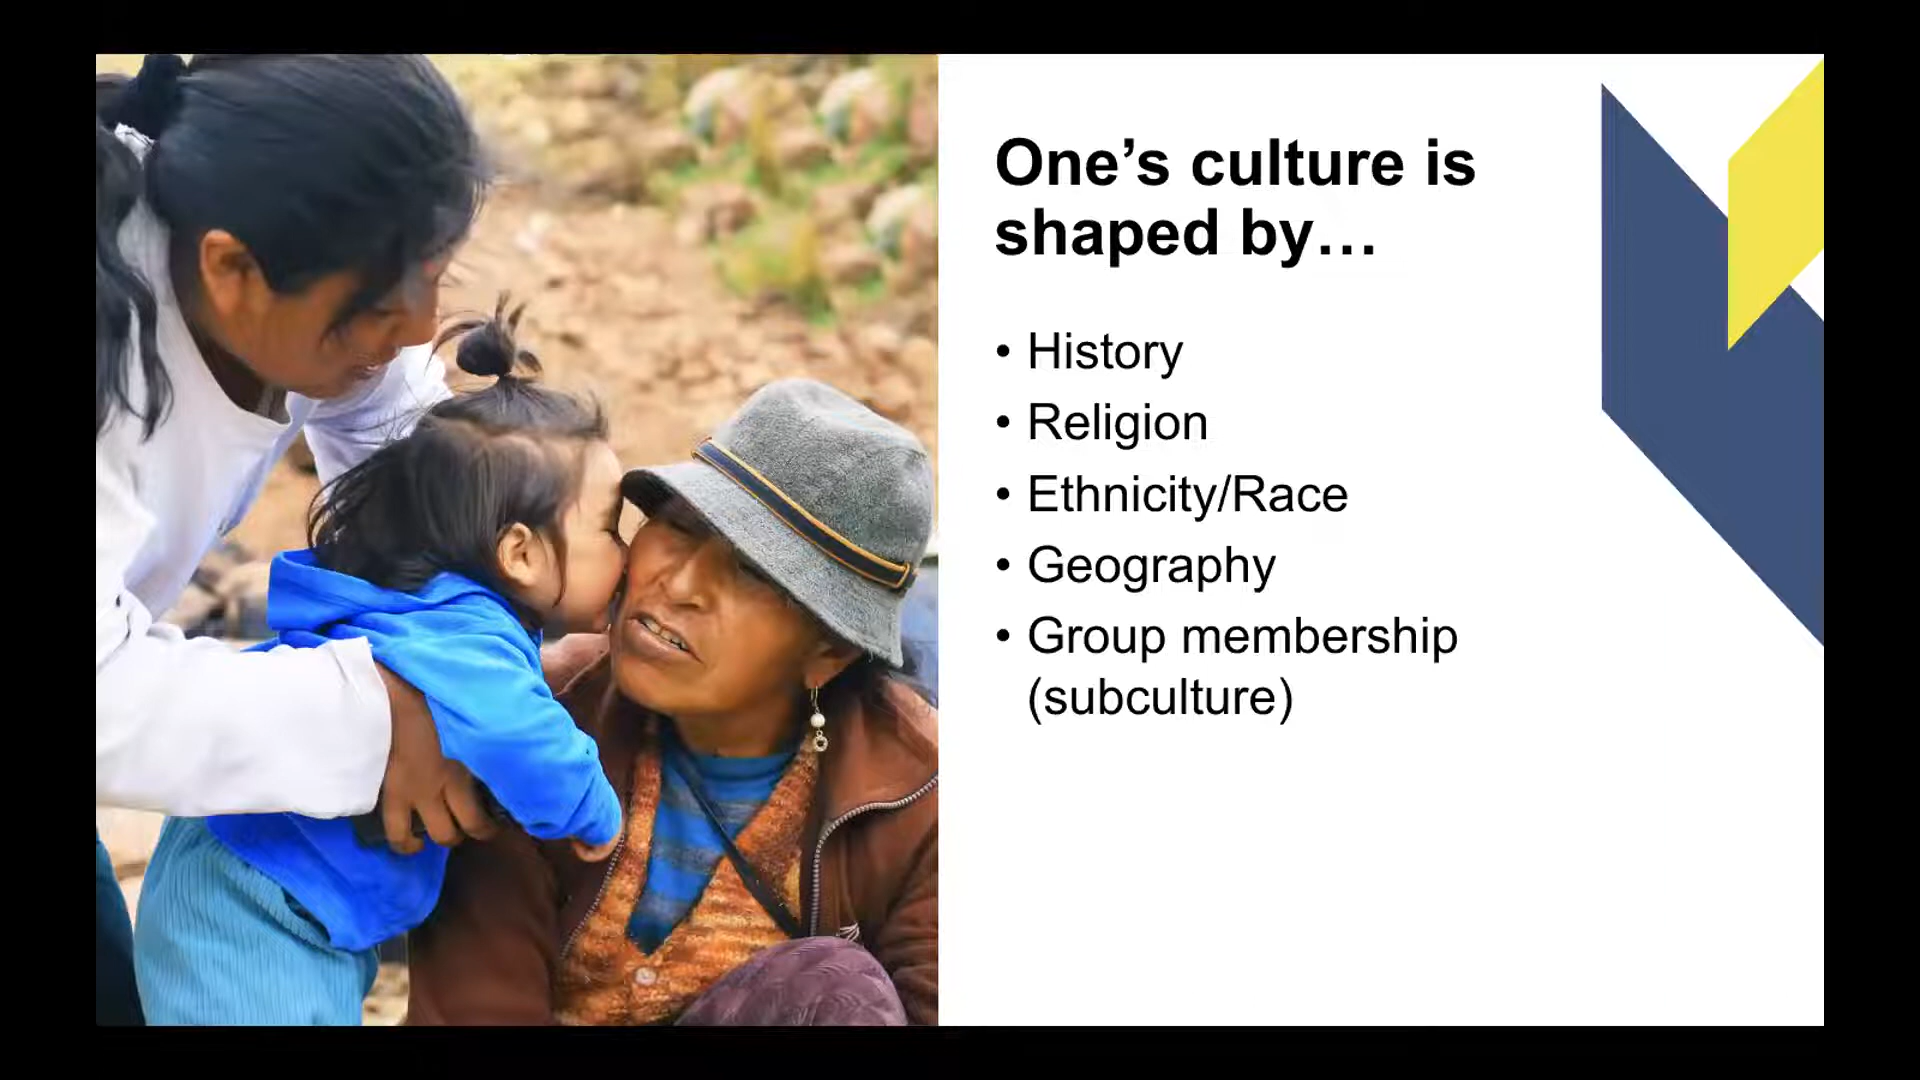 One’s culture is
shaped by…
• History
• Religion
• Ethnicity/Race
• Geography
• Group membership
(subculture)